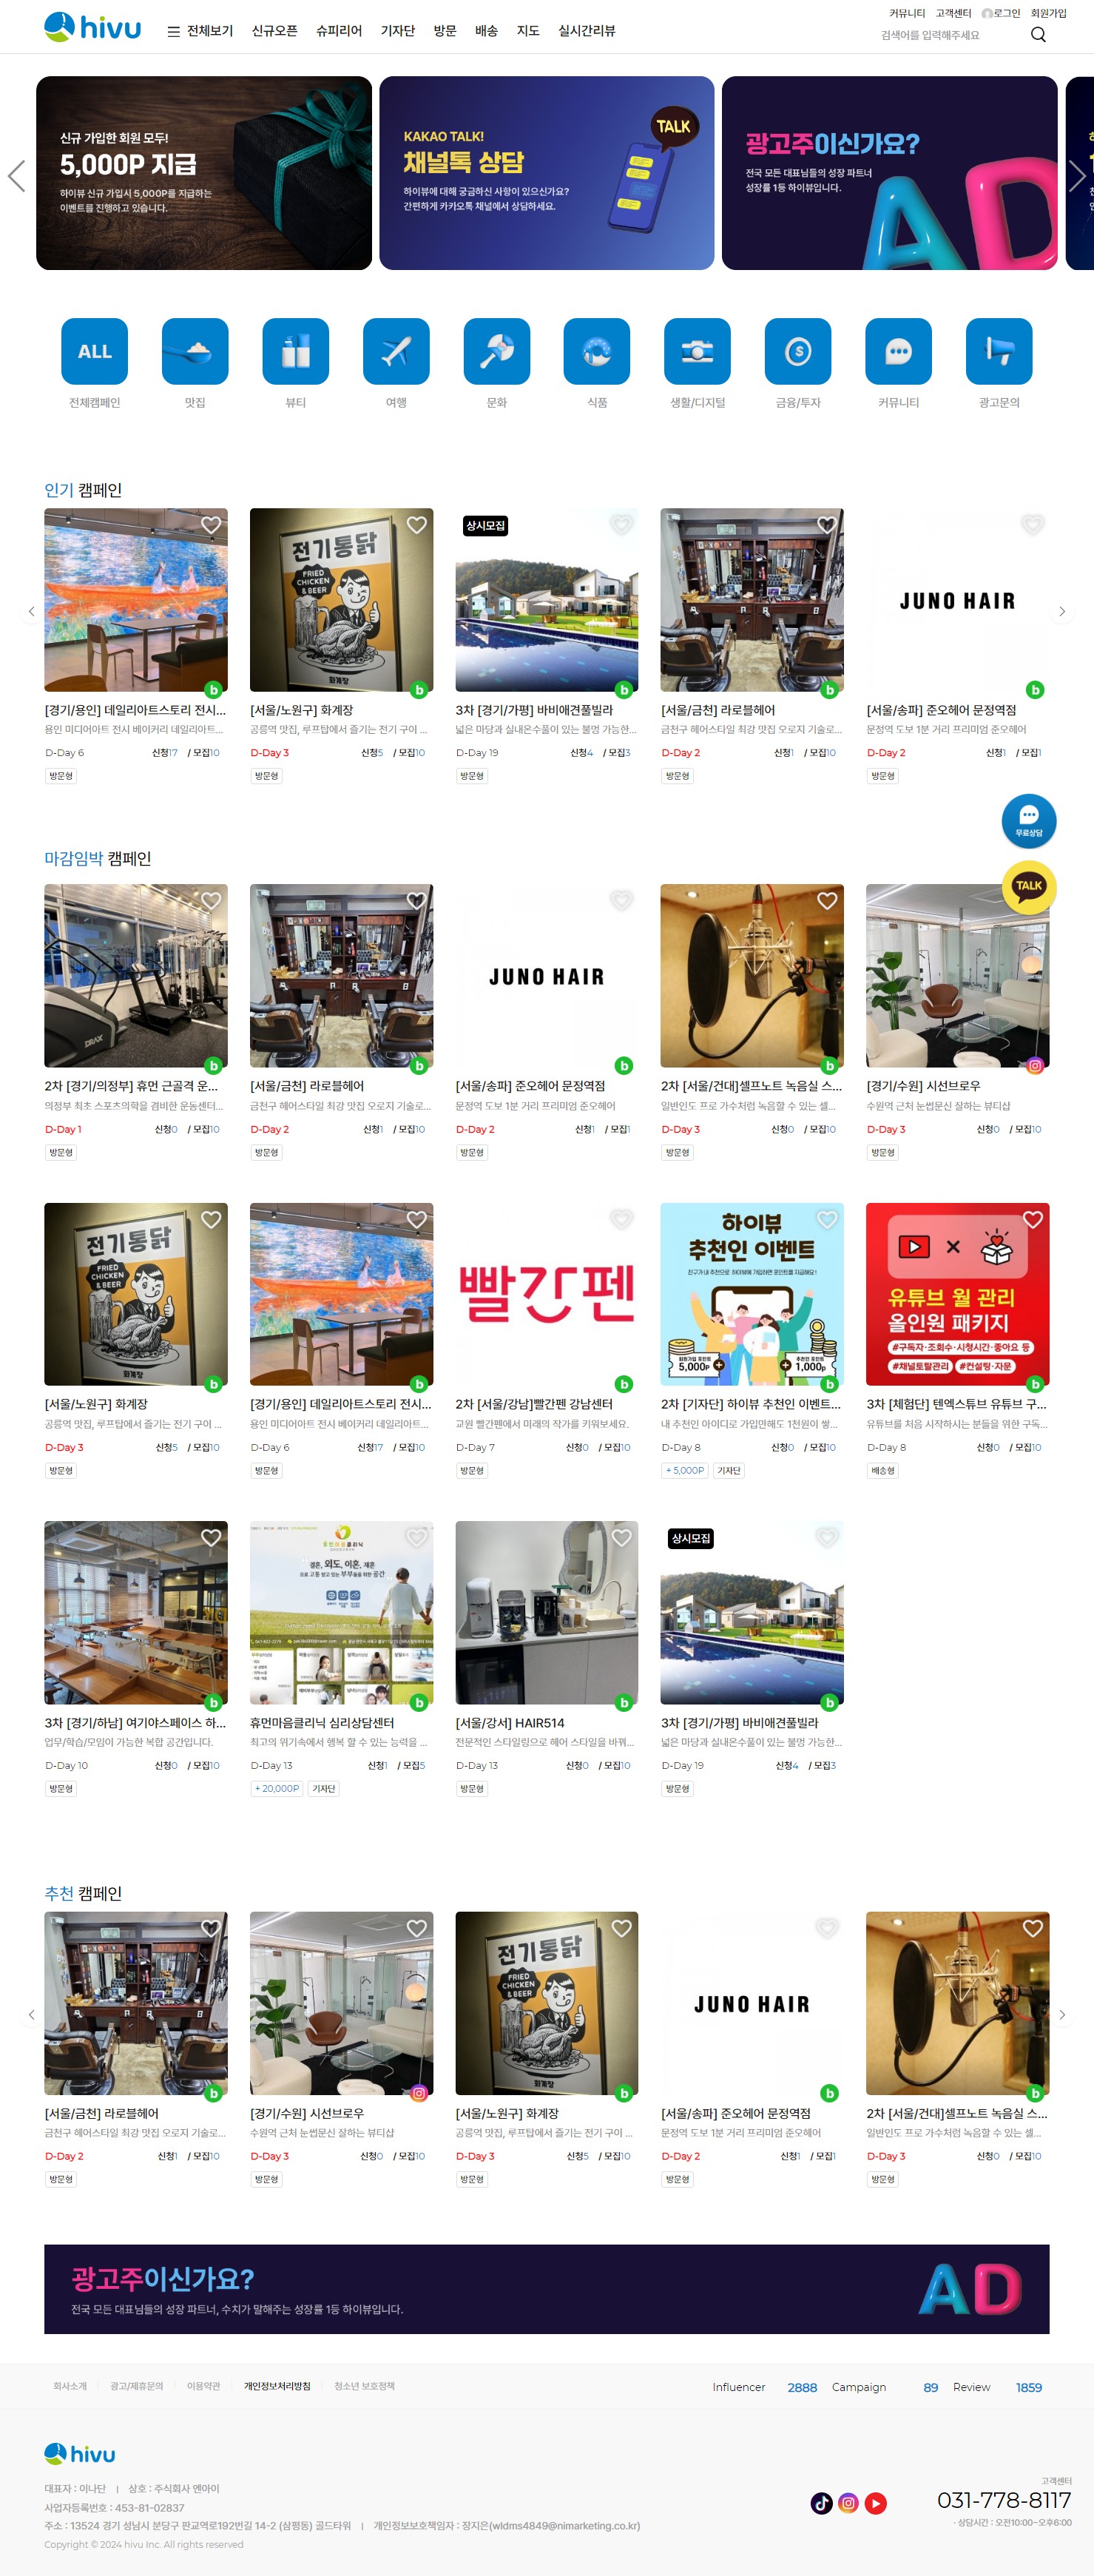 hivu
전체보기 신규오픈 슈피리어 기자단 방문 배송 지도 실시간리뷰
커뮤니티 고객센터 로그인 회원가입
검색어를 입력해주세요
신규 가입한 회원 모두!
5,000P 지급
하이뷰 신규 가입시 5,000P를 지급하는
이벤트를 진행하고 있습니다.
KAKAO TALK!
채널톡 상담
하이뷰에 대해 궁금하신 사항이 있으신가요?
간편하게 카카오톡 채널에서 상담하세요.
TALK
광고주이신가요?
전국 모든 대표님들의 성장 파트너
성장률 1등 하이뷰입니다.
AD
ALL
전체캠페인 맛집 뷰티 여행 문화 식품 생활/디지털 금융/투자 커뮤니티 광고문의
인기 캠페인
전기통닭
FRIED CHICKEN & BEER
화계장
상시모집
JUNO HAIR
[경기/용인] 데일리아트스토리 전시...
용인 미디어아트 전시 베이커리 데일리아트...
D-Day 6 신청17 / 모집10
방문형
[서울/노원구] 화계장
공릉역 맛집, 루프탑에서 즐기는 전기 구이 ...
D-Day 3 신청5 / 모집10
방문형
3차 [경기/가평] 바비애견풀빌라
넓은 마당과 실내온수풀이 있는 불멍 가능한...
D-Day 19 신청4 / 모집3
방문형
[서울/금천] 라로블헤어
금천구 헤어스타일 최강 맛집 오로지 기술로...
D-Day 2 신청1 / 모집10
방문형
[서울/송파] 준오헤어 문정역점
문정역 도보 1분 거리 프리미엄 준오헤어
D-Day 2 신청1 / 모집1
방문형
무료상담
TALK
마감임박 캠페인
DRAX
JUNO HAIR
2차 [경기/의정부] 휴먼 근골격 운...
의정부 최초 스포츠의학을 겸비한 운동센터...
D-Day 1 신청0 / 모집10
방문형
[서울/금천] 라로블헤어
금천구 헤어스타일 최강 맛집 오로지 기술로...
D-Day 2 신청1 / 모집10
방문형
[서울/송파] 준오헤어 문정역점
문정역 도보 1분 거리 프리미엄 준오헤어
D-Day 2 신청1 / 모집1
방문형
2차 [서울/건대]셀프노트 녹음실 스...
일반인도 프로 가수처럼 녹음할 수 있는 셀...
D-Day 3 신청0 / 모집10
방문형
[경기/수원] 시선브로우
수원역 근처 눈썹문신 잘하는 뷰티샵
D-Day 3 신청0 / 모집10
방문형
전기통닭
FRIED CHICKEN & BEER
화계장
빨간펜
하이뷰
추천인 이벤트
친구가 내 추천으로 하이뷰에 가입하면 포인트를 지급해요!
회원가입 포인트
5,000P
추천인 포인트
1,000P
유튜브 월 관리
올인원 패키지
#구독자·조회수·시청시간·좋아요 등
#채널토탈관리 #컨설팅·자문
[서울/노원구] 화계장
공릉역 맛집, 루프탑에서 즐기는 전기 구이 ...
D-Day 3 신청5 / 모집10
방문형
[경기/용인] 데일리아트스토리 전시...
용인 미디어아트 전시 베이커리 데일리아트...
D-Day 6 신청17 / 모집10
방문형
2차 [서울/강남]빨간펜 강남센터
교원 빨간펜에서 미래의 작가를 키워보세요.
D-Day 7 신청0 / 모집10
방문형
2차 [기자단] 하이뷰 추천인 이벤트...
내 추천인 아이디로 가입만해도 1천원이 쌓...
D-Day 8 신청0 / 모집10
+ 5,000P 기자단
3차 [체험단] 텐엑스튜브 유튜브 구...
유튜브를 처음 시작하시는 분들을 위한 구독...
D-Day 8 신청0 / 모집10
배송형
결혼, 외도, 이혼, 재혼
으로 고통 받고 있는 부부들을 위한 공간
상시모집
3차 [경기/하남] 여기야스페이스 하...
업무/학습/모임이 가능한 복합 공간입니다.
D-Day 10 신청0 / 모집10
방문형
휴먼마음클리닉 심리상담센터
최고의 위기속에서 행복 할 수 있는 능력을 ...
D-Day 13 신청1 / 모집5
+ 20,000P 기자단
[서울/강서] HAIR514
전문적인 스타일링으로 헤어 스타일을 바꿔...
D-Day 13 신청0 / 모집10
방문형
3차 [경기/가평] 바비애견풀빌라
넓은 마당과 실내온수풀이 있는 불멍 가능한...
D-Day 19 신청4 / 모집3
방문형
추천 캠페인
전기통닭
FRIED CHICKEN & BEER
화계장
JUNO HAIR
[서울/금천] 라로블헤어
금천구 헤어스타일 최강 맛집 오로지 기술로...
D-Day 2 신청1 / 모집10
방문형
[경기/수원] 시선브로우
수원역 근처 눈썹문신 잘하는 뷰티샵
D-Day 3 신청0 / 모집10
방문형
[서울/노원구] 화계장
공릉역 맛집, 루프탑에서 즐기는 전기 구이 ...
D-Day 3 신청5 / 모집10
방문형
[서울/송파] 준오헤어 문정역점
문정역 도보 1분 거리 프리미엄 준오헤어
D-Day 2 신청1 / 모집1
방문형
2차 [서울/건대]셀프노트 녹음실 스...
일반인도 프로 가수처럼 녹음할 수 있는 셀...
D-Day 3 신청0 / 모집10
방문형
광고주이신가요?
전국 모든 대표님들의 성장 파트너, 수치가 말해주는 성장률 1등 하이뷰입니다.
AD
회사소개 광고/제휴문의 이용약관 개인정보처리방침 청소년 보호정책
Influencer 2888 Campaign 89 Review 1859
hivu
대표자 : 이나단 | 상호 : 주식회사 엔아이
사업자등록번호 : 453-81-02837
주소 : 13524 경기 성남시 분당구 판교역로192번길 14-2 (삼평동) 골드타워 | 개인정보보호책임자 : 장지은(wldms4849@nimarketing.co.kr)
Copyright © 2024 hivu Inc. All rights reserved
고객센터
031-778-8117
· 상담시간 : 오전10:00~오후6:00